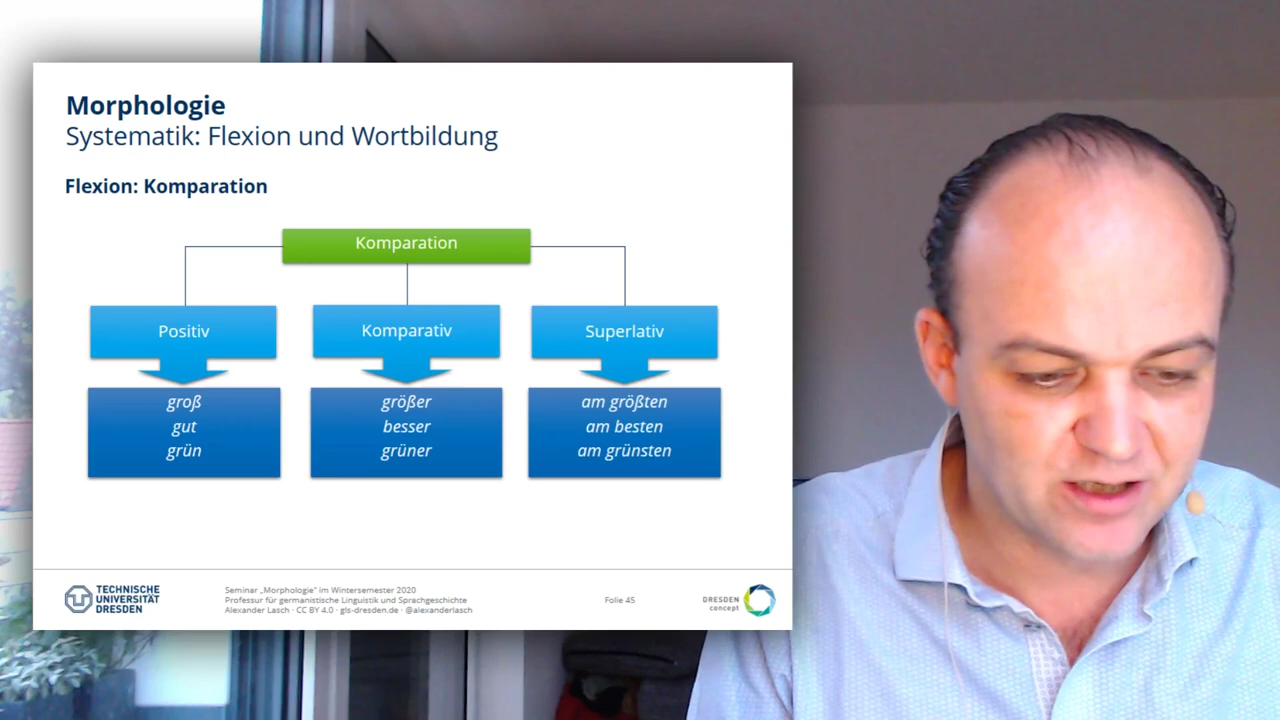 Morphologie
Systematik: Flexion und Wortbildung
Flexion: Komparation
Komparation
Positiv
Komparativ
Superlativ
groß
gut
grün
größer
besser
grüner
am größten
am besten
am grünsten
TECHNISCHE
UNIVERSITÄT
DRESDEN
Seminar „Morphologie“ im Wintersemester 2020
Professur für germanistische Linguistik und Sprachgeschichte
Alexander Lasch · CC BY 4.0 · gls-dresden.de · @alexanderlasch
Folie 45
DRESDEN
concept